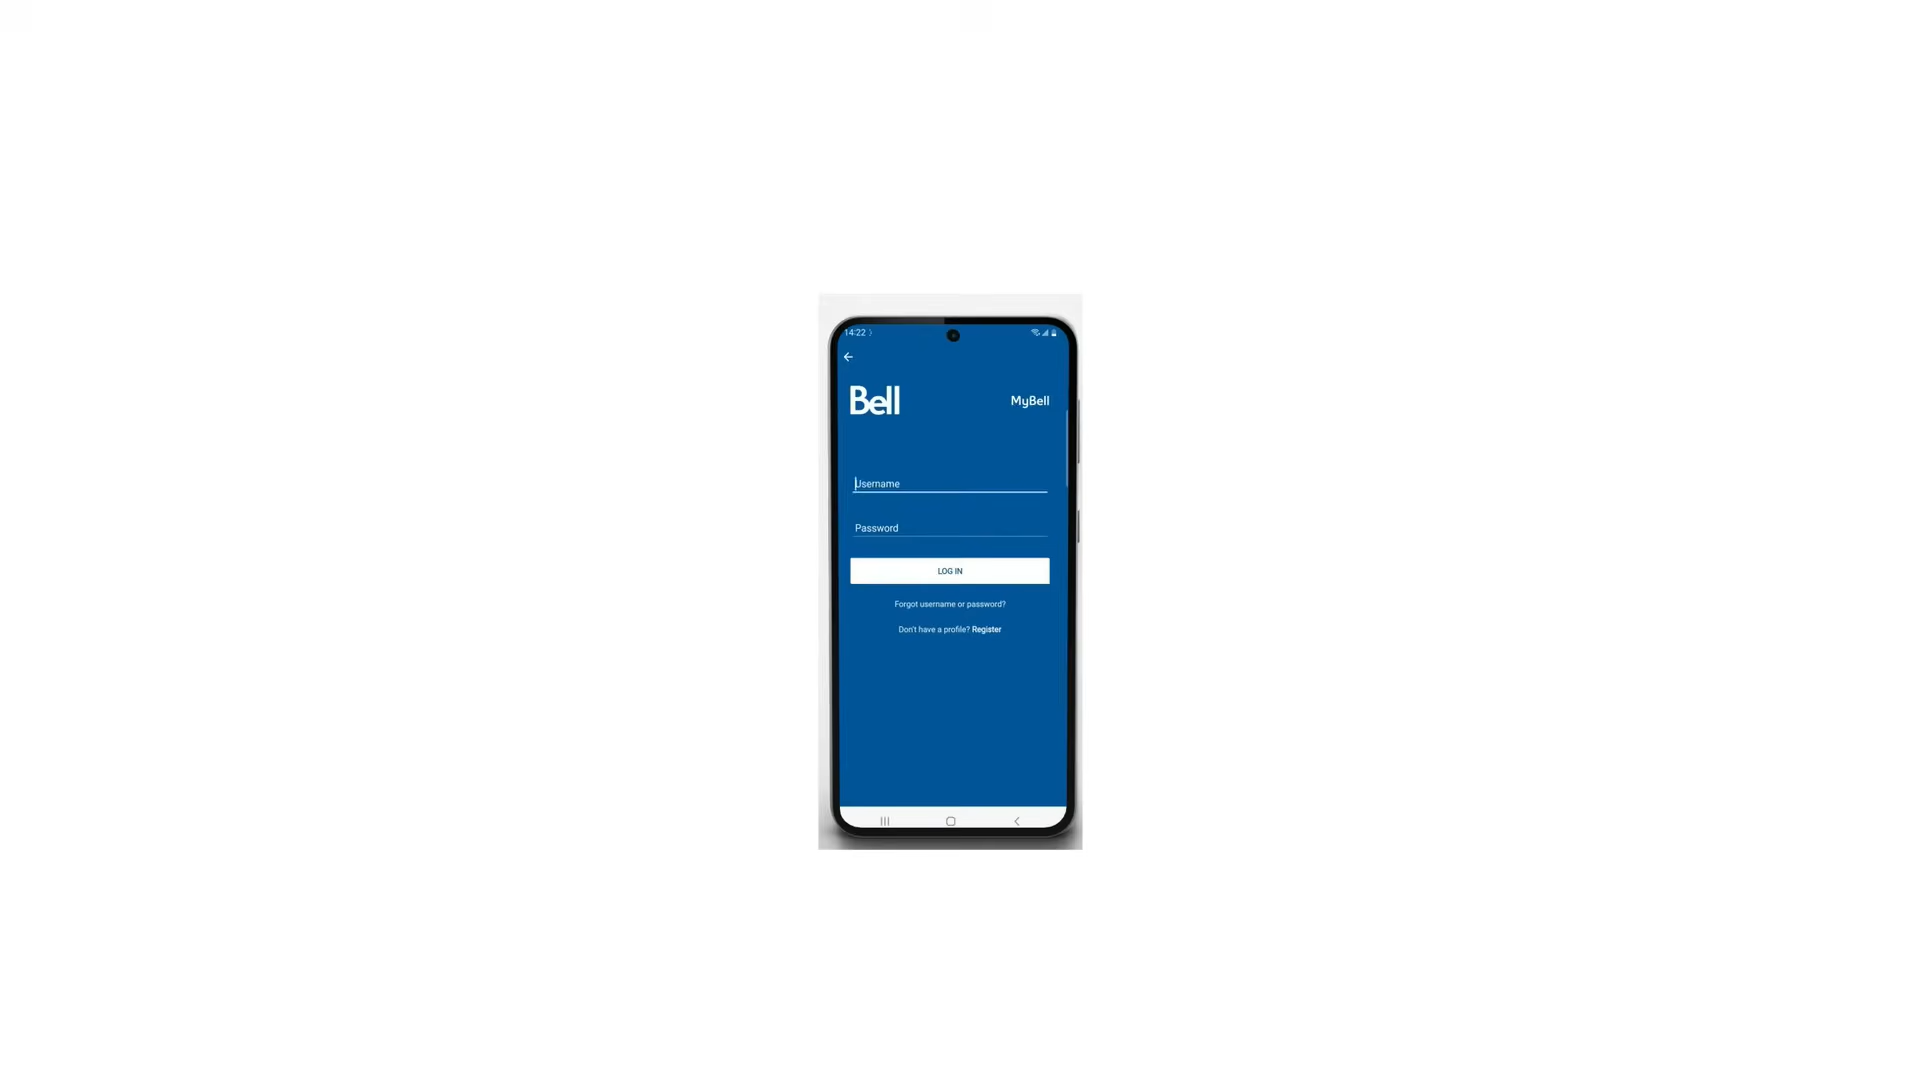 14:22
Bell
MyBell
Username
Password
LOG IN
Forgot username or password?
Don't have a profile? Register